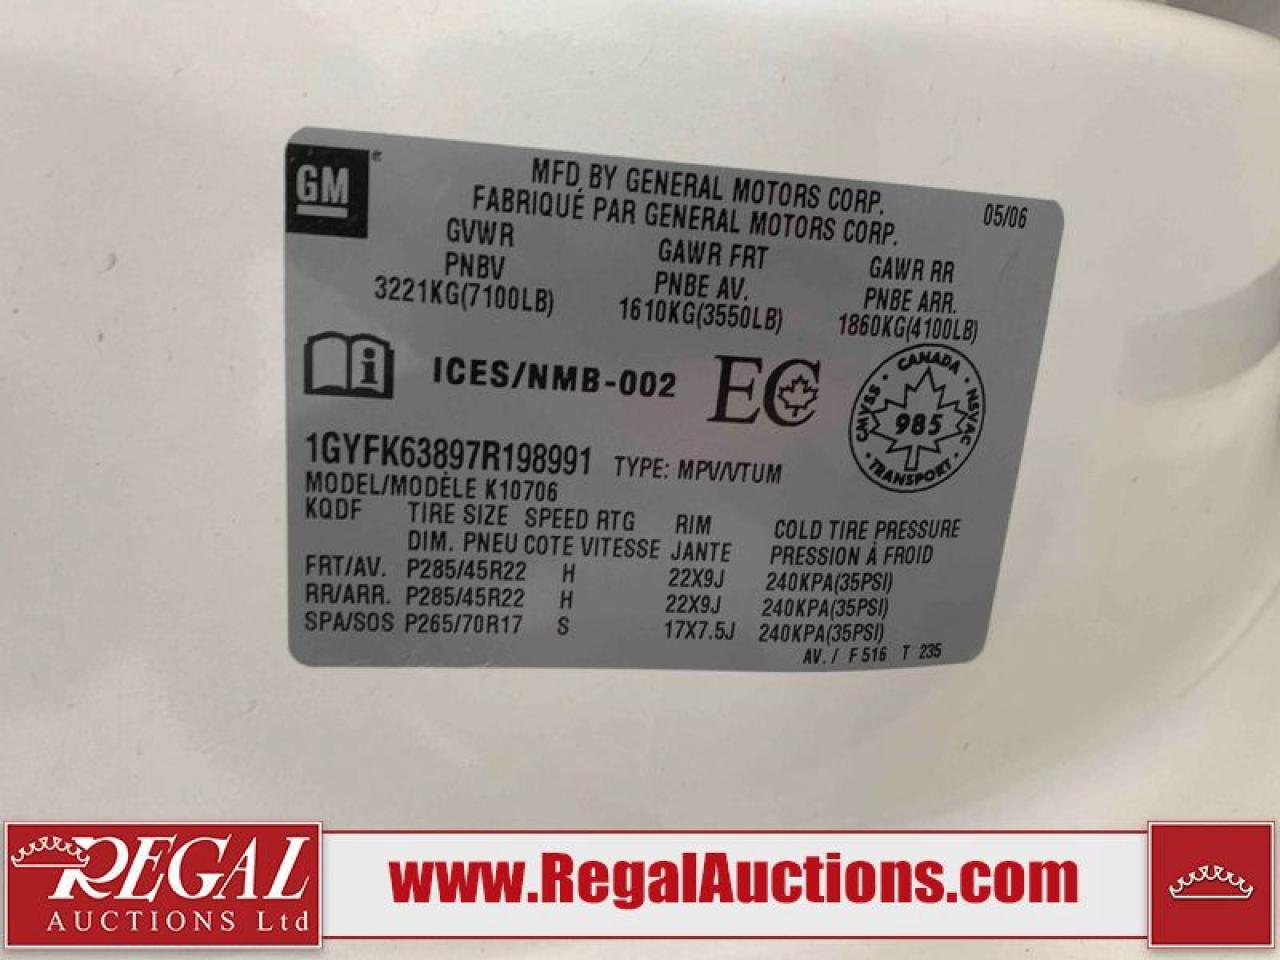 GM®
MFD BY GENERAL MOTORS CORP.
FABRIQUÉ PAR GENERAL MOTORS CORP.
05/06
GVWR GAWR FRT GAWR RR
PNBV PNBE AV. PNBE ARR.
3221KG(7100LB) 1610KG(3550LB) 1860KG(4100LB)
i ICES/NMB-002 EC
CANADA
CMVSS 985 NSVAC
TRANSPORT
1GYFK63897R198991 TYPE: MPV/VTUM
MODEL/MODÈLE K10706
KQDF TIRE SIZE SPEED RTG RIM COLD TIRE PRESSURE
DIM. PNEU COTE VITESSE JANTE PRESSION À FROID
FRT/AV. P285/45R22 H 22X9J 240KPA(35PSI)
RR/ARR. P285/45R22 H 22X9J 240KPA(35PSI)
SPA/SOS P265/70R17 S 17X7.5J 240KPA(35PSI)
AV. / F 516 T 235
REGAL
AUCTIONS Ltd
www.RegalAuctions.com